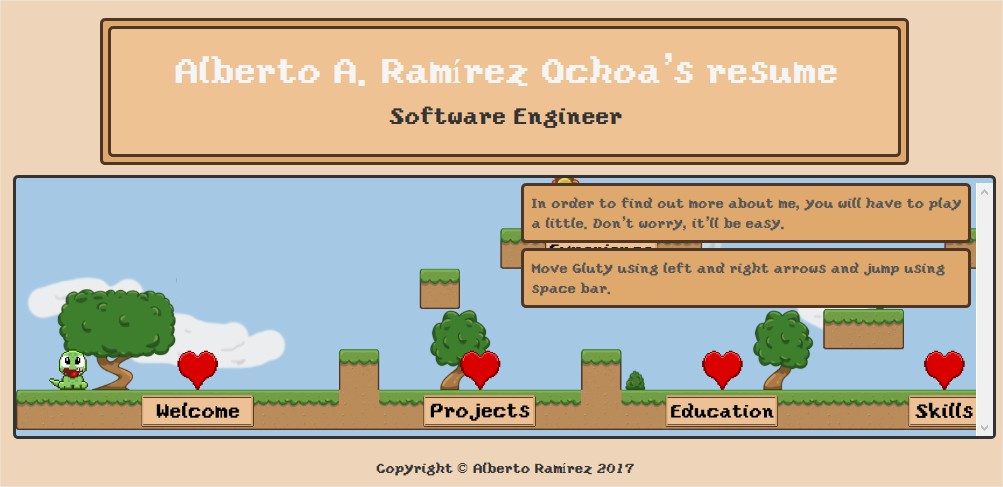 Alberto A. Ramírez Ochoa's resume
Software Engineer
In order to find out more about me, you will have to play
a little. Don't worry, it'll be easy.
Experience
Move Gluty using left and right arrows and jump using
space bar.
Welcome
Projects
Education
Skills
Copyright © Alberto Ramírez 2017